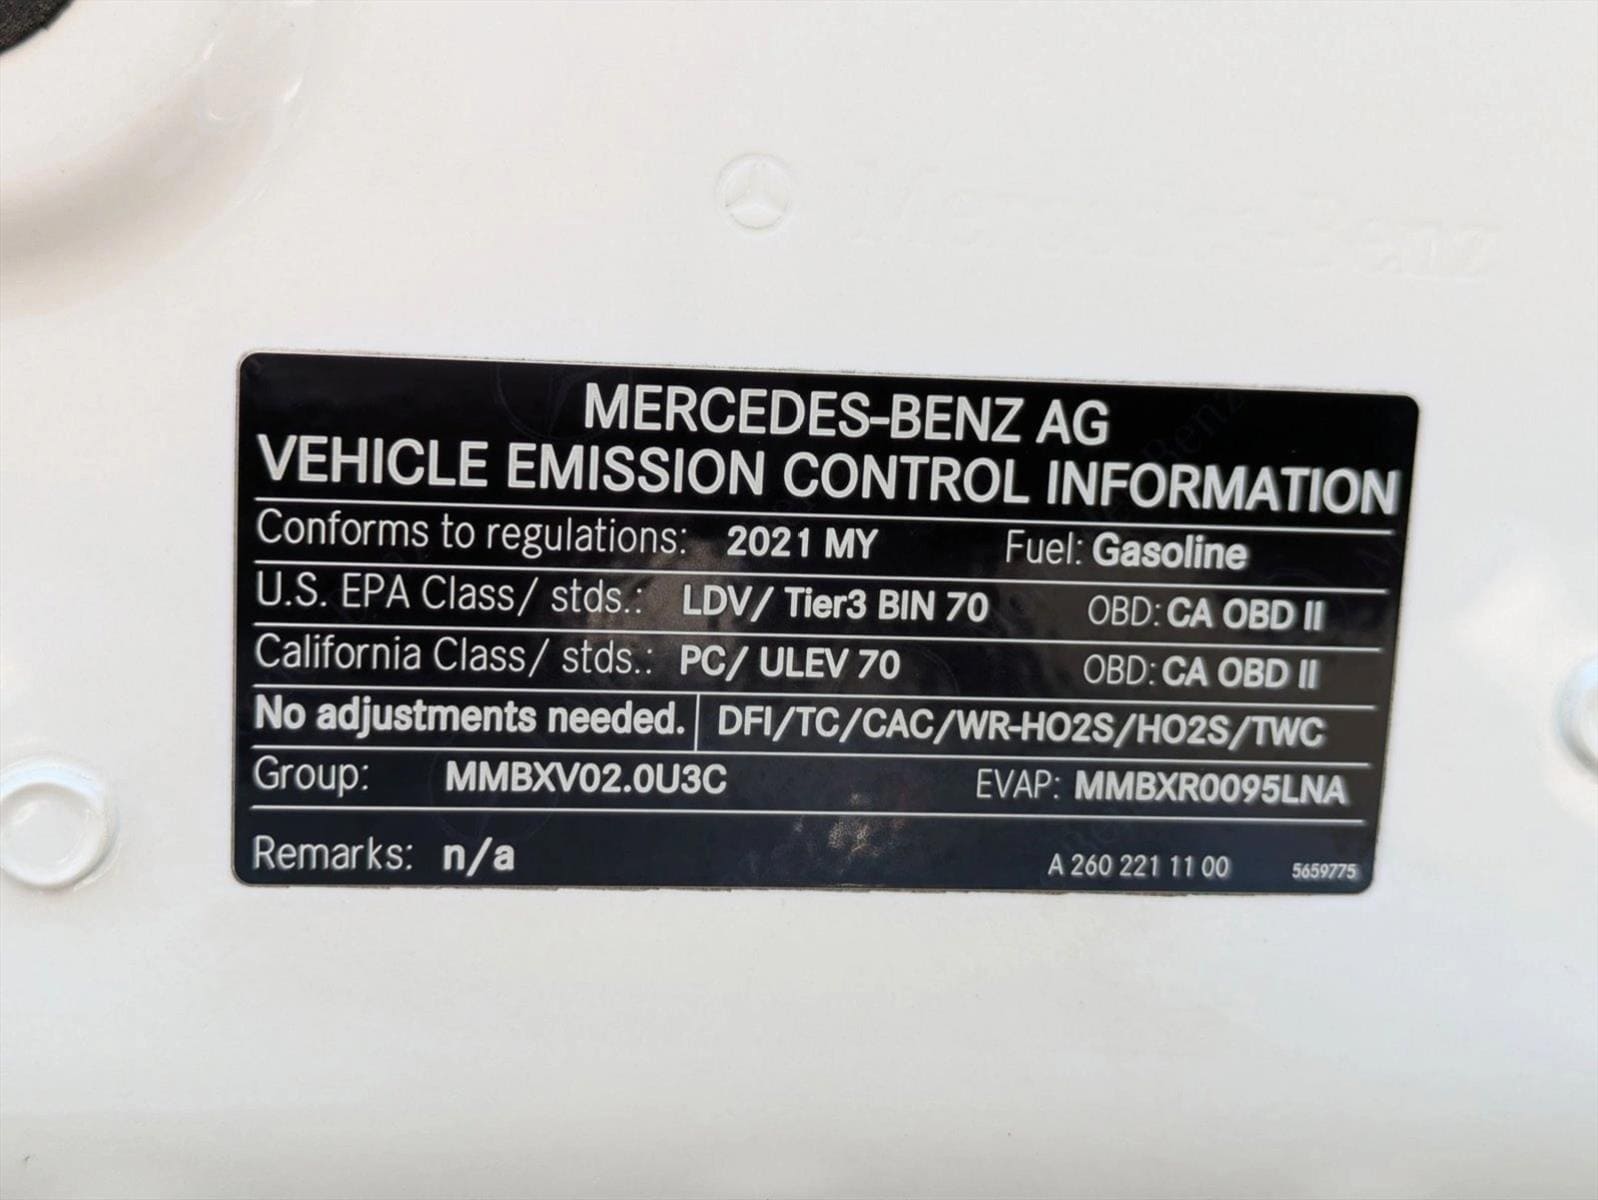 Mercedes-Benz
MERCEDES-BENZ AG
VEHICLE EMISSION CONTROL INFORMATION
Conforms to regulations: 2021 MY Fuel: Gasoline
U.S. EPA Class/ stds.: LDV/ Tier3 BIN 70 OBD: CA OBD II
California Class/ stds.: PC/ ULEV 70 OBD: CA OBD II
No adjustments needed. DFI/TC/CAC/WR-HO2S/HO2S/TWC
Group: MMBXV02.0U3C EVAP: MMBXR0095LNA
Remarks: n/a A 260 221 11 00 5659775